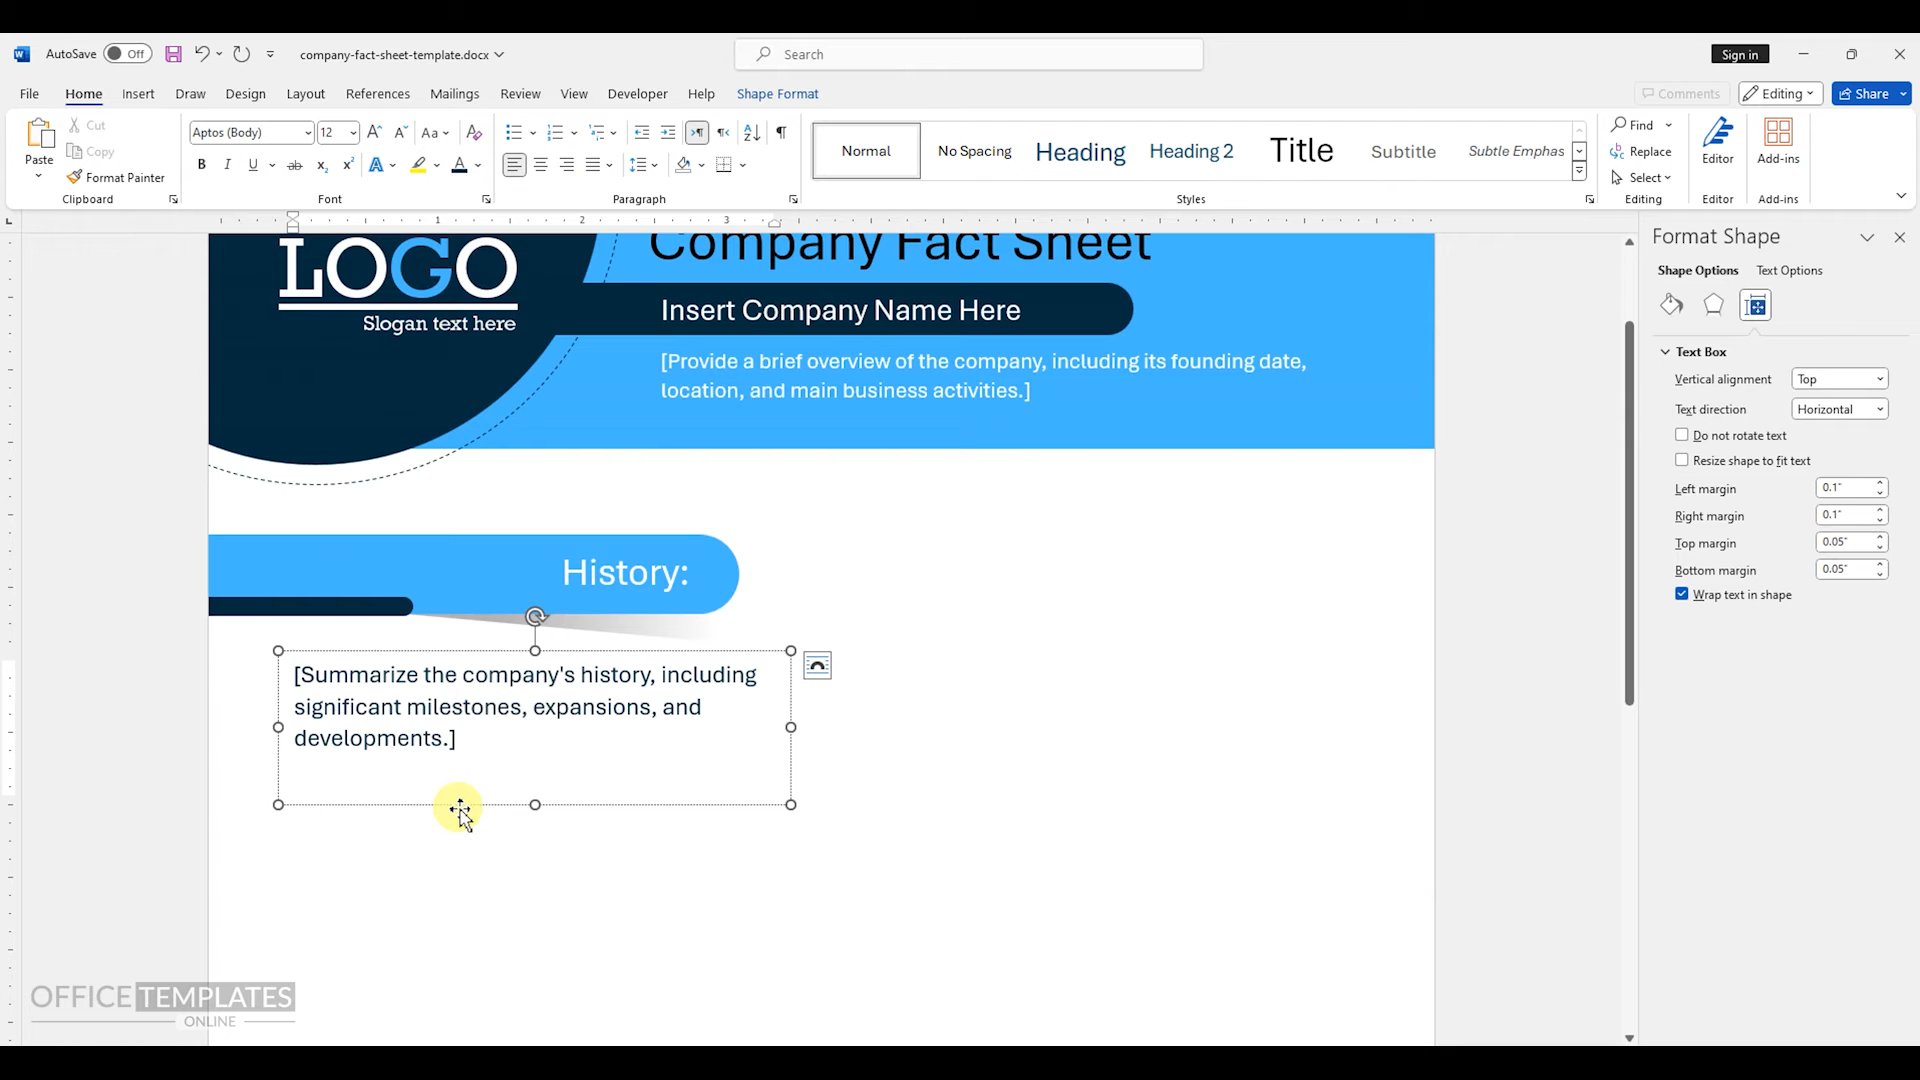 AutoSave Off company-fact-sheet-template.docx Search Sign in
File Home Insert Draw Design Layout References Mailings Review View Developer Help Shape Format Comments Editing Share
Paste Cut Copy Format Painter
Clipboard
Aptos (Body) 12 Aa
B I U ab x₂ x² A A
Font
Paragraph
Normal No Spacing Heading Heading 2 Title Subtitle Subtle Emphas
Styles
Find
Replace
Select
Editing
Editor
Editor
Add-ins
Add-ins
1 2 3
LOGO
Slogan text here
Company Fact Sheet
Insert Company Name Here
[Provide a brief overview of the company, including its founding date,
location, and main business activities.]
History:
[Summarize the company's history, including
significant milestones, expansions, and
developments.]
Format Shape
Shape Options Text Options
Text Box
Vertical alignment Top
Text direction Horizontal
Do not rotate text
Resize shape to fit text
Left margin 0.1"
Right margin 0.1"
Top margin 0.05"
Bottom margin 0.05"
Wrap text in shape
OFFICE TEMPLATES
ONLINE